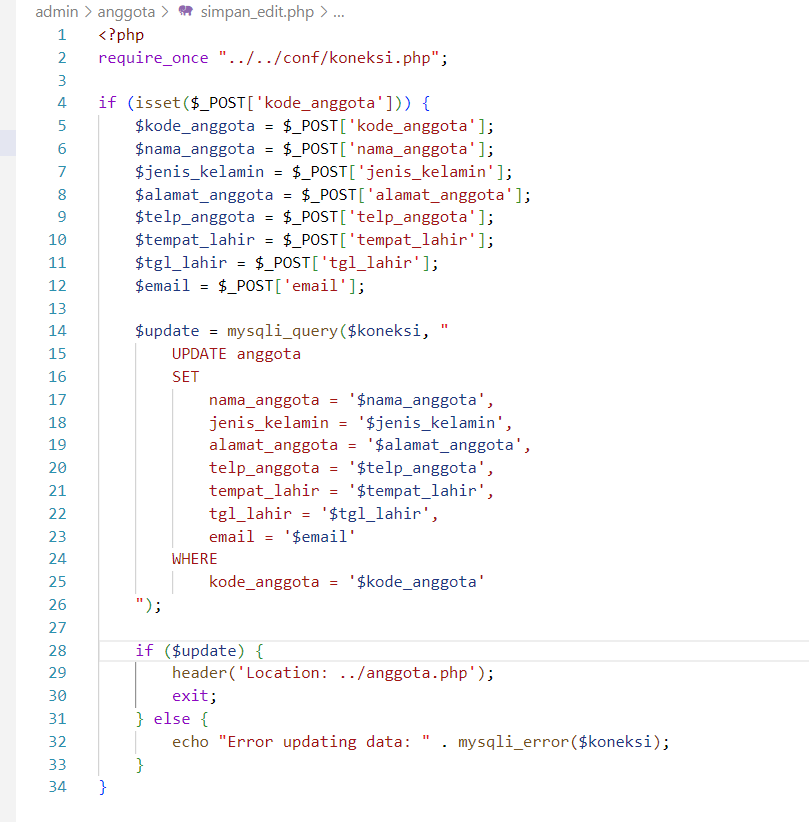 admin > anggota > simpan_edit.php > ...
1 <?php
2 require_once "../../conf/koneksi.php";
3
4 if (isset($_POST['kode_anggota'])) {
5     $kode_anggota = $_POST['kode_anggota'];
6     $nama_anggota = $_POST['nama_anggota'];
7     $jenis_kelamin = $_POST['jenis_kelamin'];
8     $alamat_anggota = $_POST['alamat_anggota'];
9     $telp_anggota = $_POST['telp_anggota'];
10     $tempat_lahir = $_POST['tempat_lahir'];
11     $tgl_lahir = $_POST['tgl_lahir'];
12     $email = $_POST['email'];
13
14     $update = mysqli_query($koneksi, "
15         UPDATE anggota
16         SET
17             nama_anggota = '$nama_anggota',
18             jenis_kelamin = '$jenis_kelamin',
19             alamat_anggota = '$alamat_anggota',
20             telp_anggota = '$telp_anggota',
21             tempat_lahir = '$tempat_lahir',
22             tgl_lahir = '$tgl_lahir',
23             email = '$email'
24         WHERE
25             kode_anggota = '$kode_anggota'
26     ");
27
28     if ($update) {
29         header('Location: ../anggota.php');
30         exit;
31     } else {
32         echo "Error updating data: " . mysqli_error($koneksi);
33     }
34 }